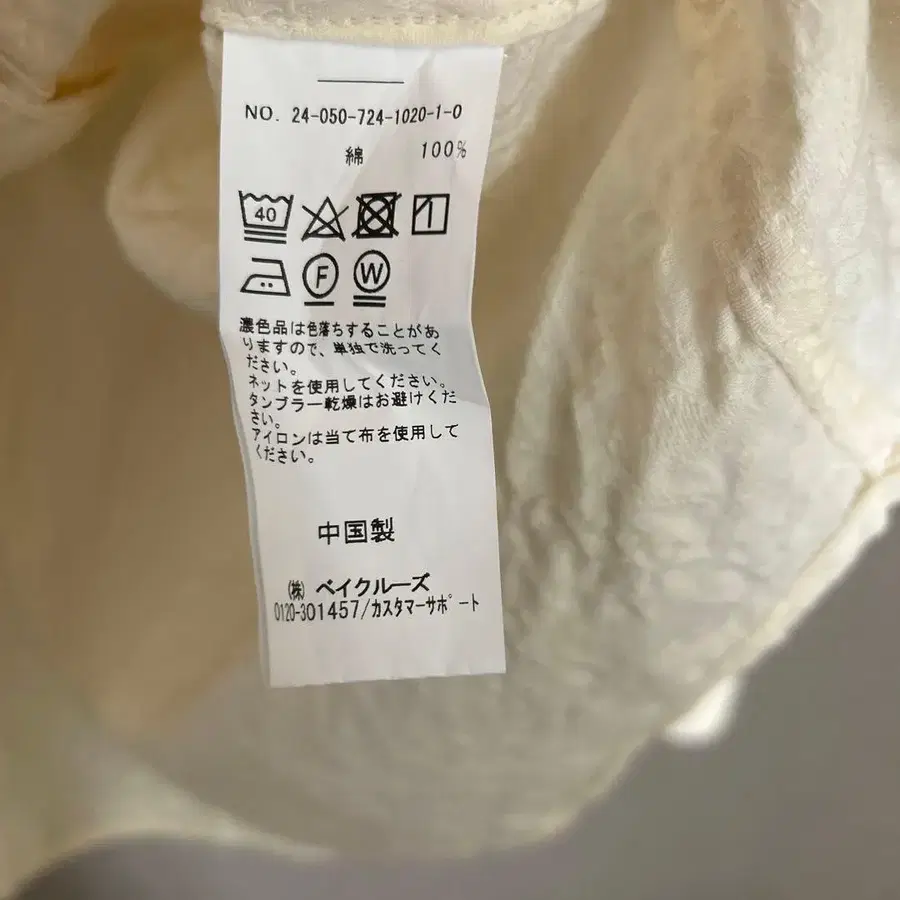 NO. 24-050-724-1020-1-0
綿 100%
40
F W
濃色品は色落ちすることがあ
りますので、単独で洗ってく
ださい。
ネットを使用してください。
タンブラー乾燥はお避けくだ
さい。
アイロンは当て布を使用して
ください。
中国製
㈱ ベイクルーズ
0120-301457/カスタマーサポート